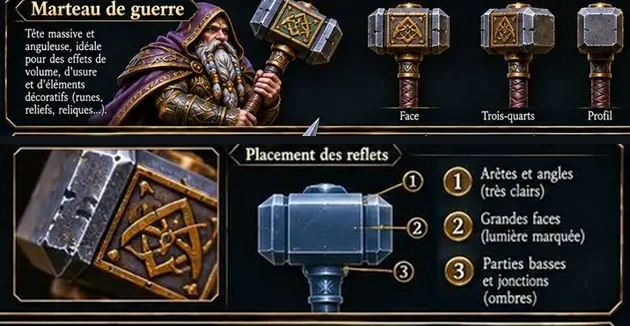 Marteau de guerre
Tête massive et
anguleuse, idéale
pour des effets de
volume, d'usure
et d'éléments
décoratifs (runes,
reliefs, reliques...).
Face
Trois-quarts
Profil
Placement des reflets
1
2
3
1 Arêtes et angles
(très clairs)
2 Grandes faces
(lumière marquée)
3 Parties basses
et jonctions
(ombres)